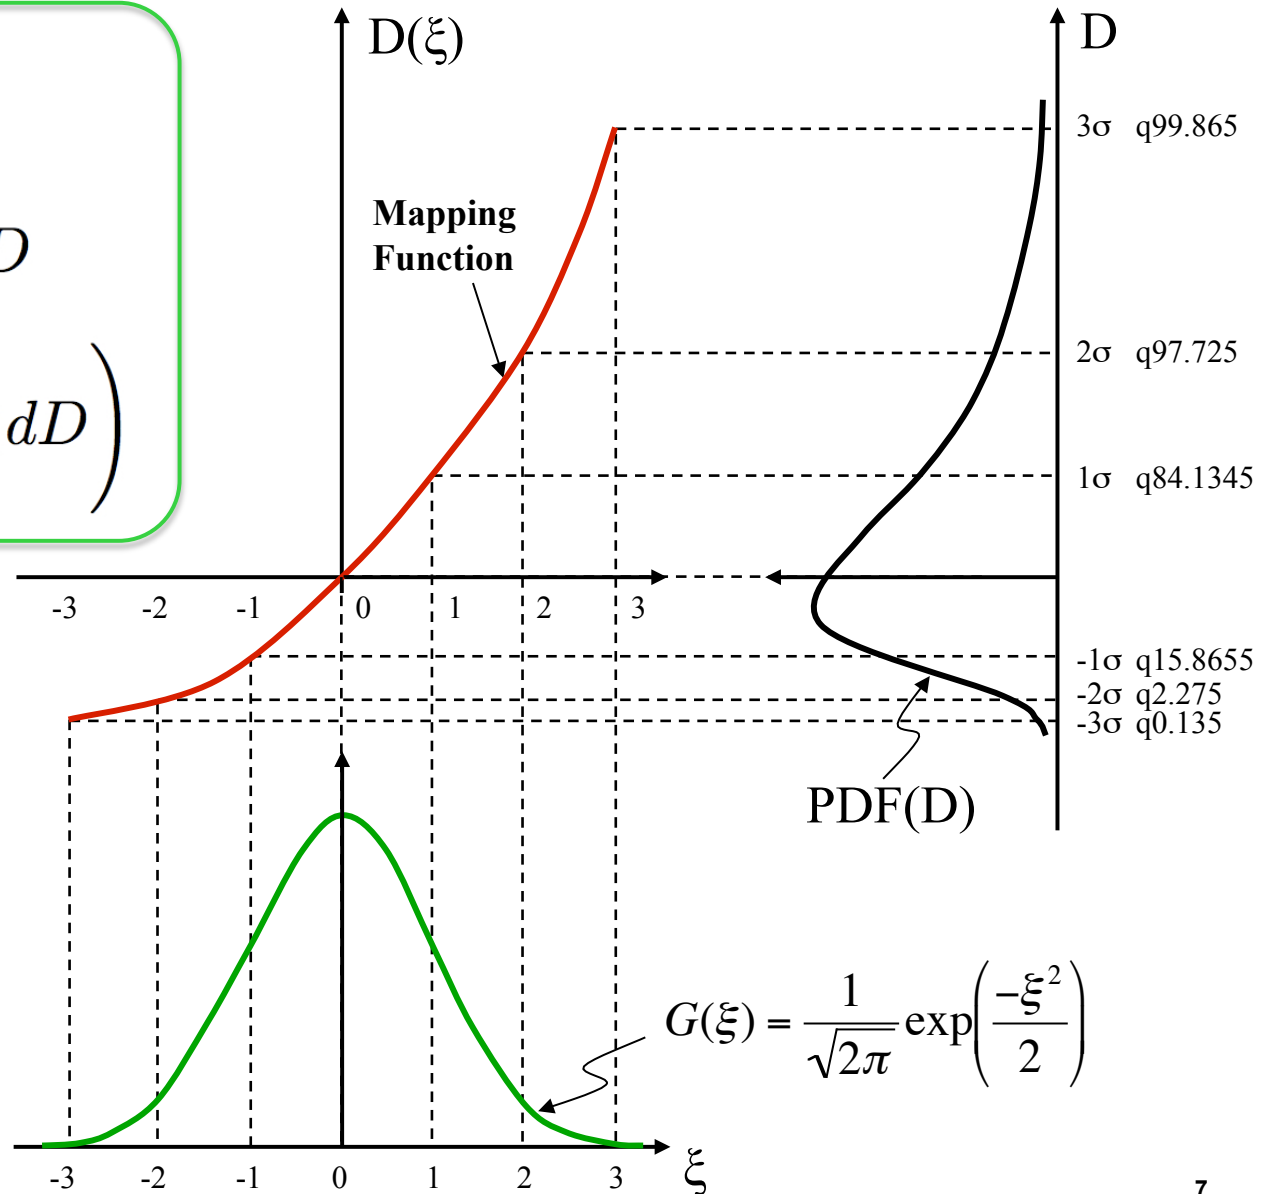 D
dD)
D(ξ)
D
3σ q99.865
Mapping
Function
2σ q97.725
1σ q84.1345
-3 -2 -1 0 1 2 3
-1σ q15.8655
-2σ q2.275
-3σ q0.135
PDF(D)
G(ξ) = 1/√2π exp(-ξ²/2)
-3 -2 -1 0 1 2 3 ξ
7